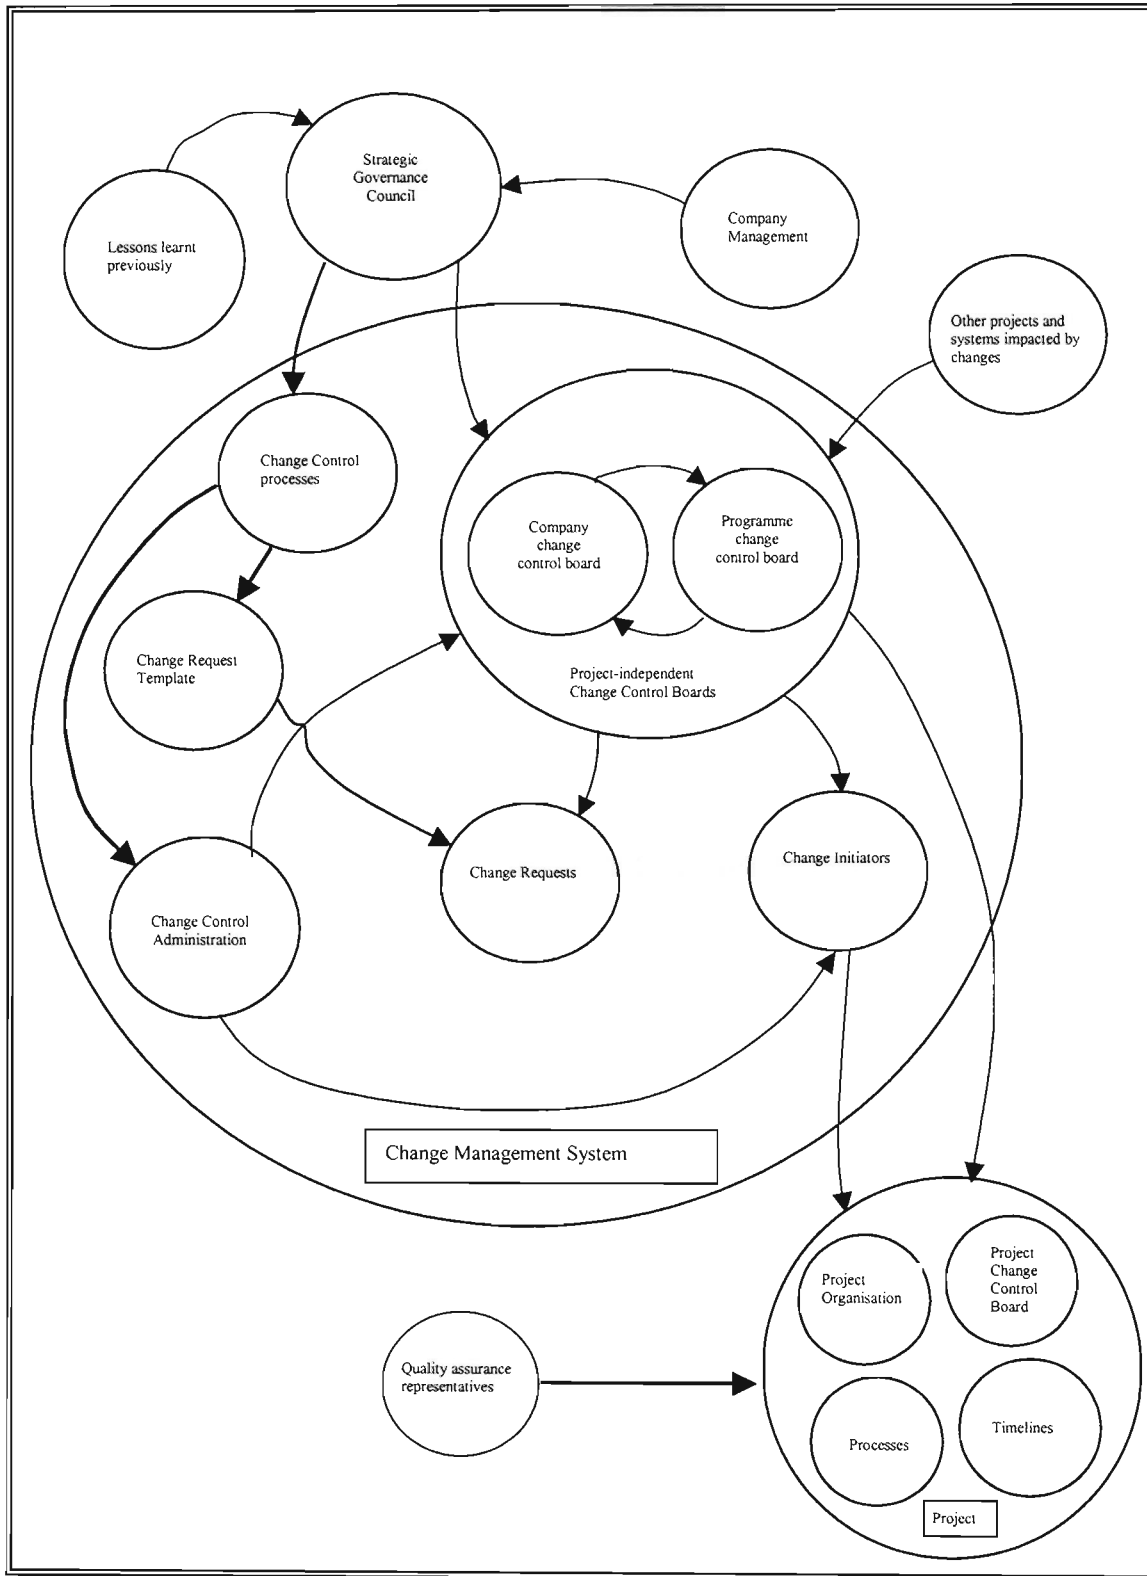 Strategic
Governance
Council
Lessons learnt
previously
Company
Management
Other projects and
systems impacted by
changes
Change Control
processes
Company
change
control board
Programme
change
control board
Project-independent
Change Control Boards
Change Request
Template
Change Requests
Change Initiators
Change Control
Administration
Change Management System
Project
Organisation
Project
Change
Control
Board
Quality assurance
representatives
Processes
Timelines
Project